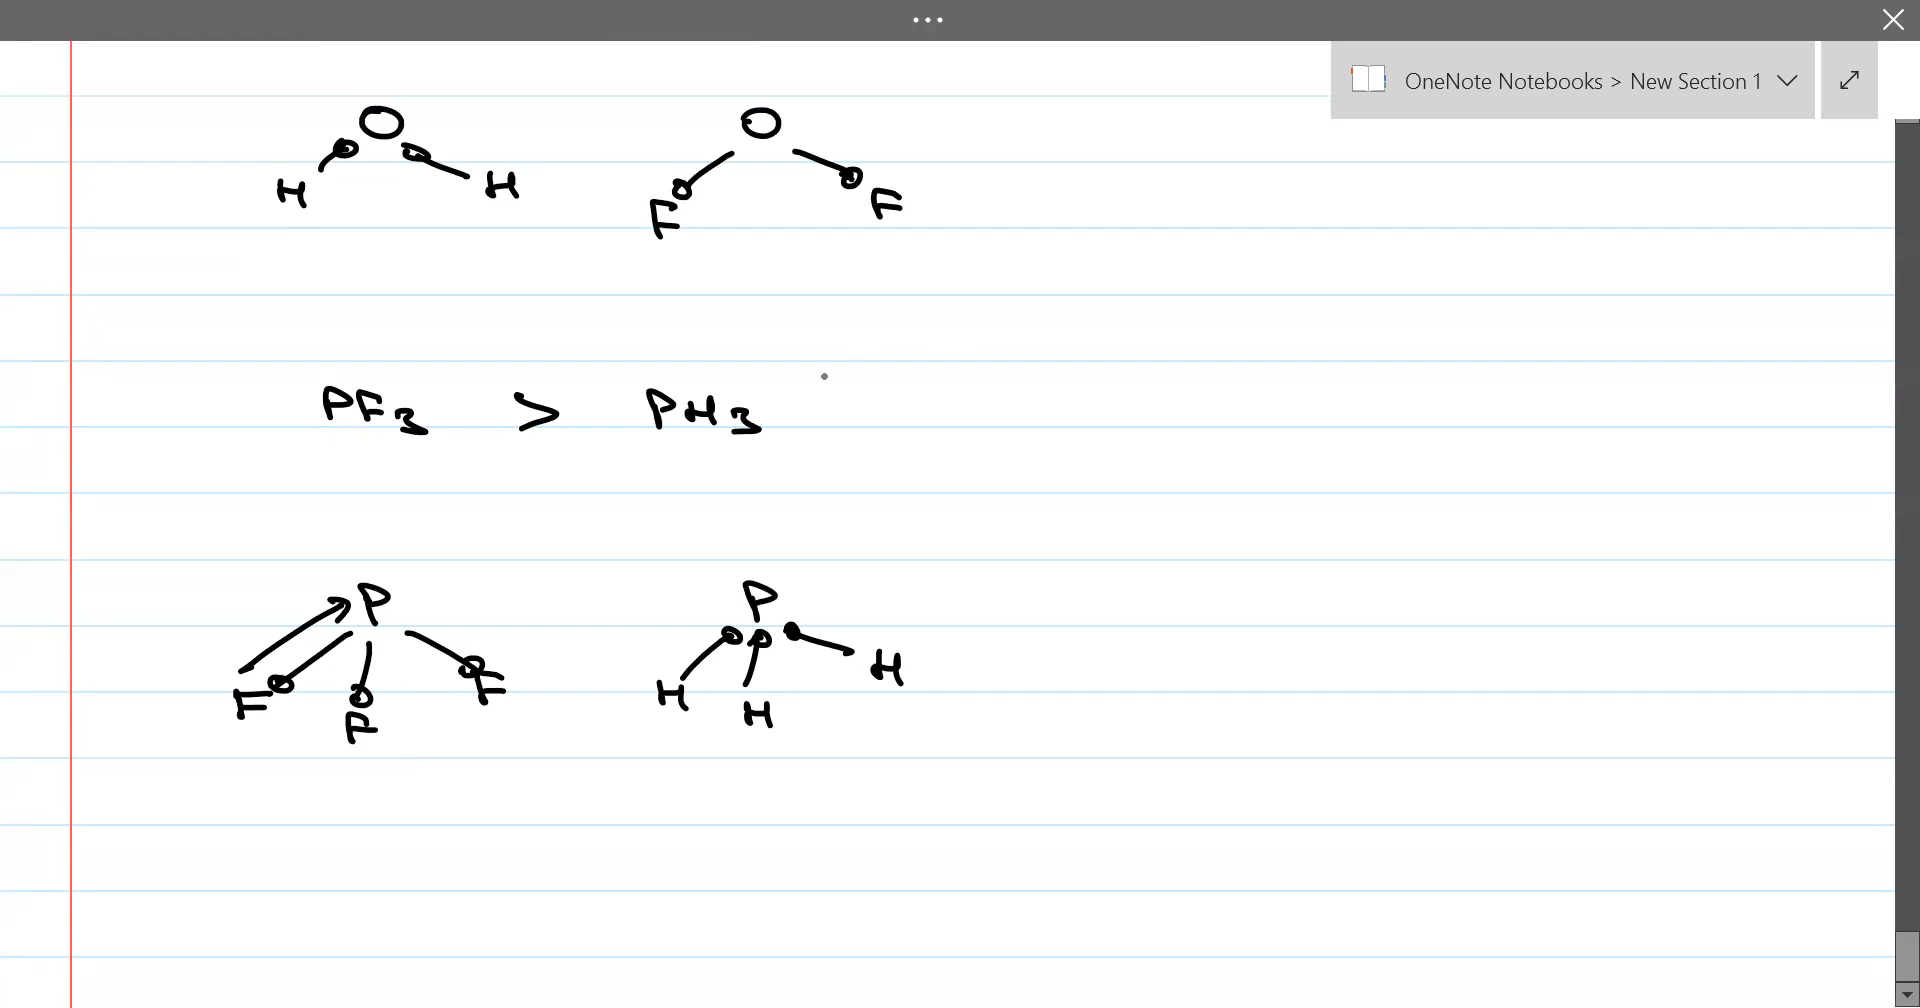 ...
OneNote Notebooks > New Section 1
O O
H H F F
PF3 > PH3
P P
F F F H H H